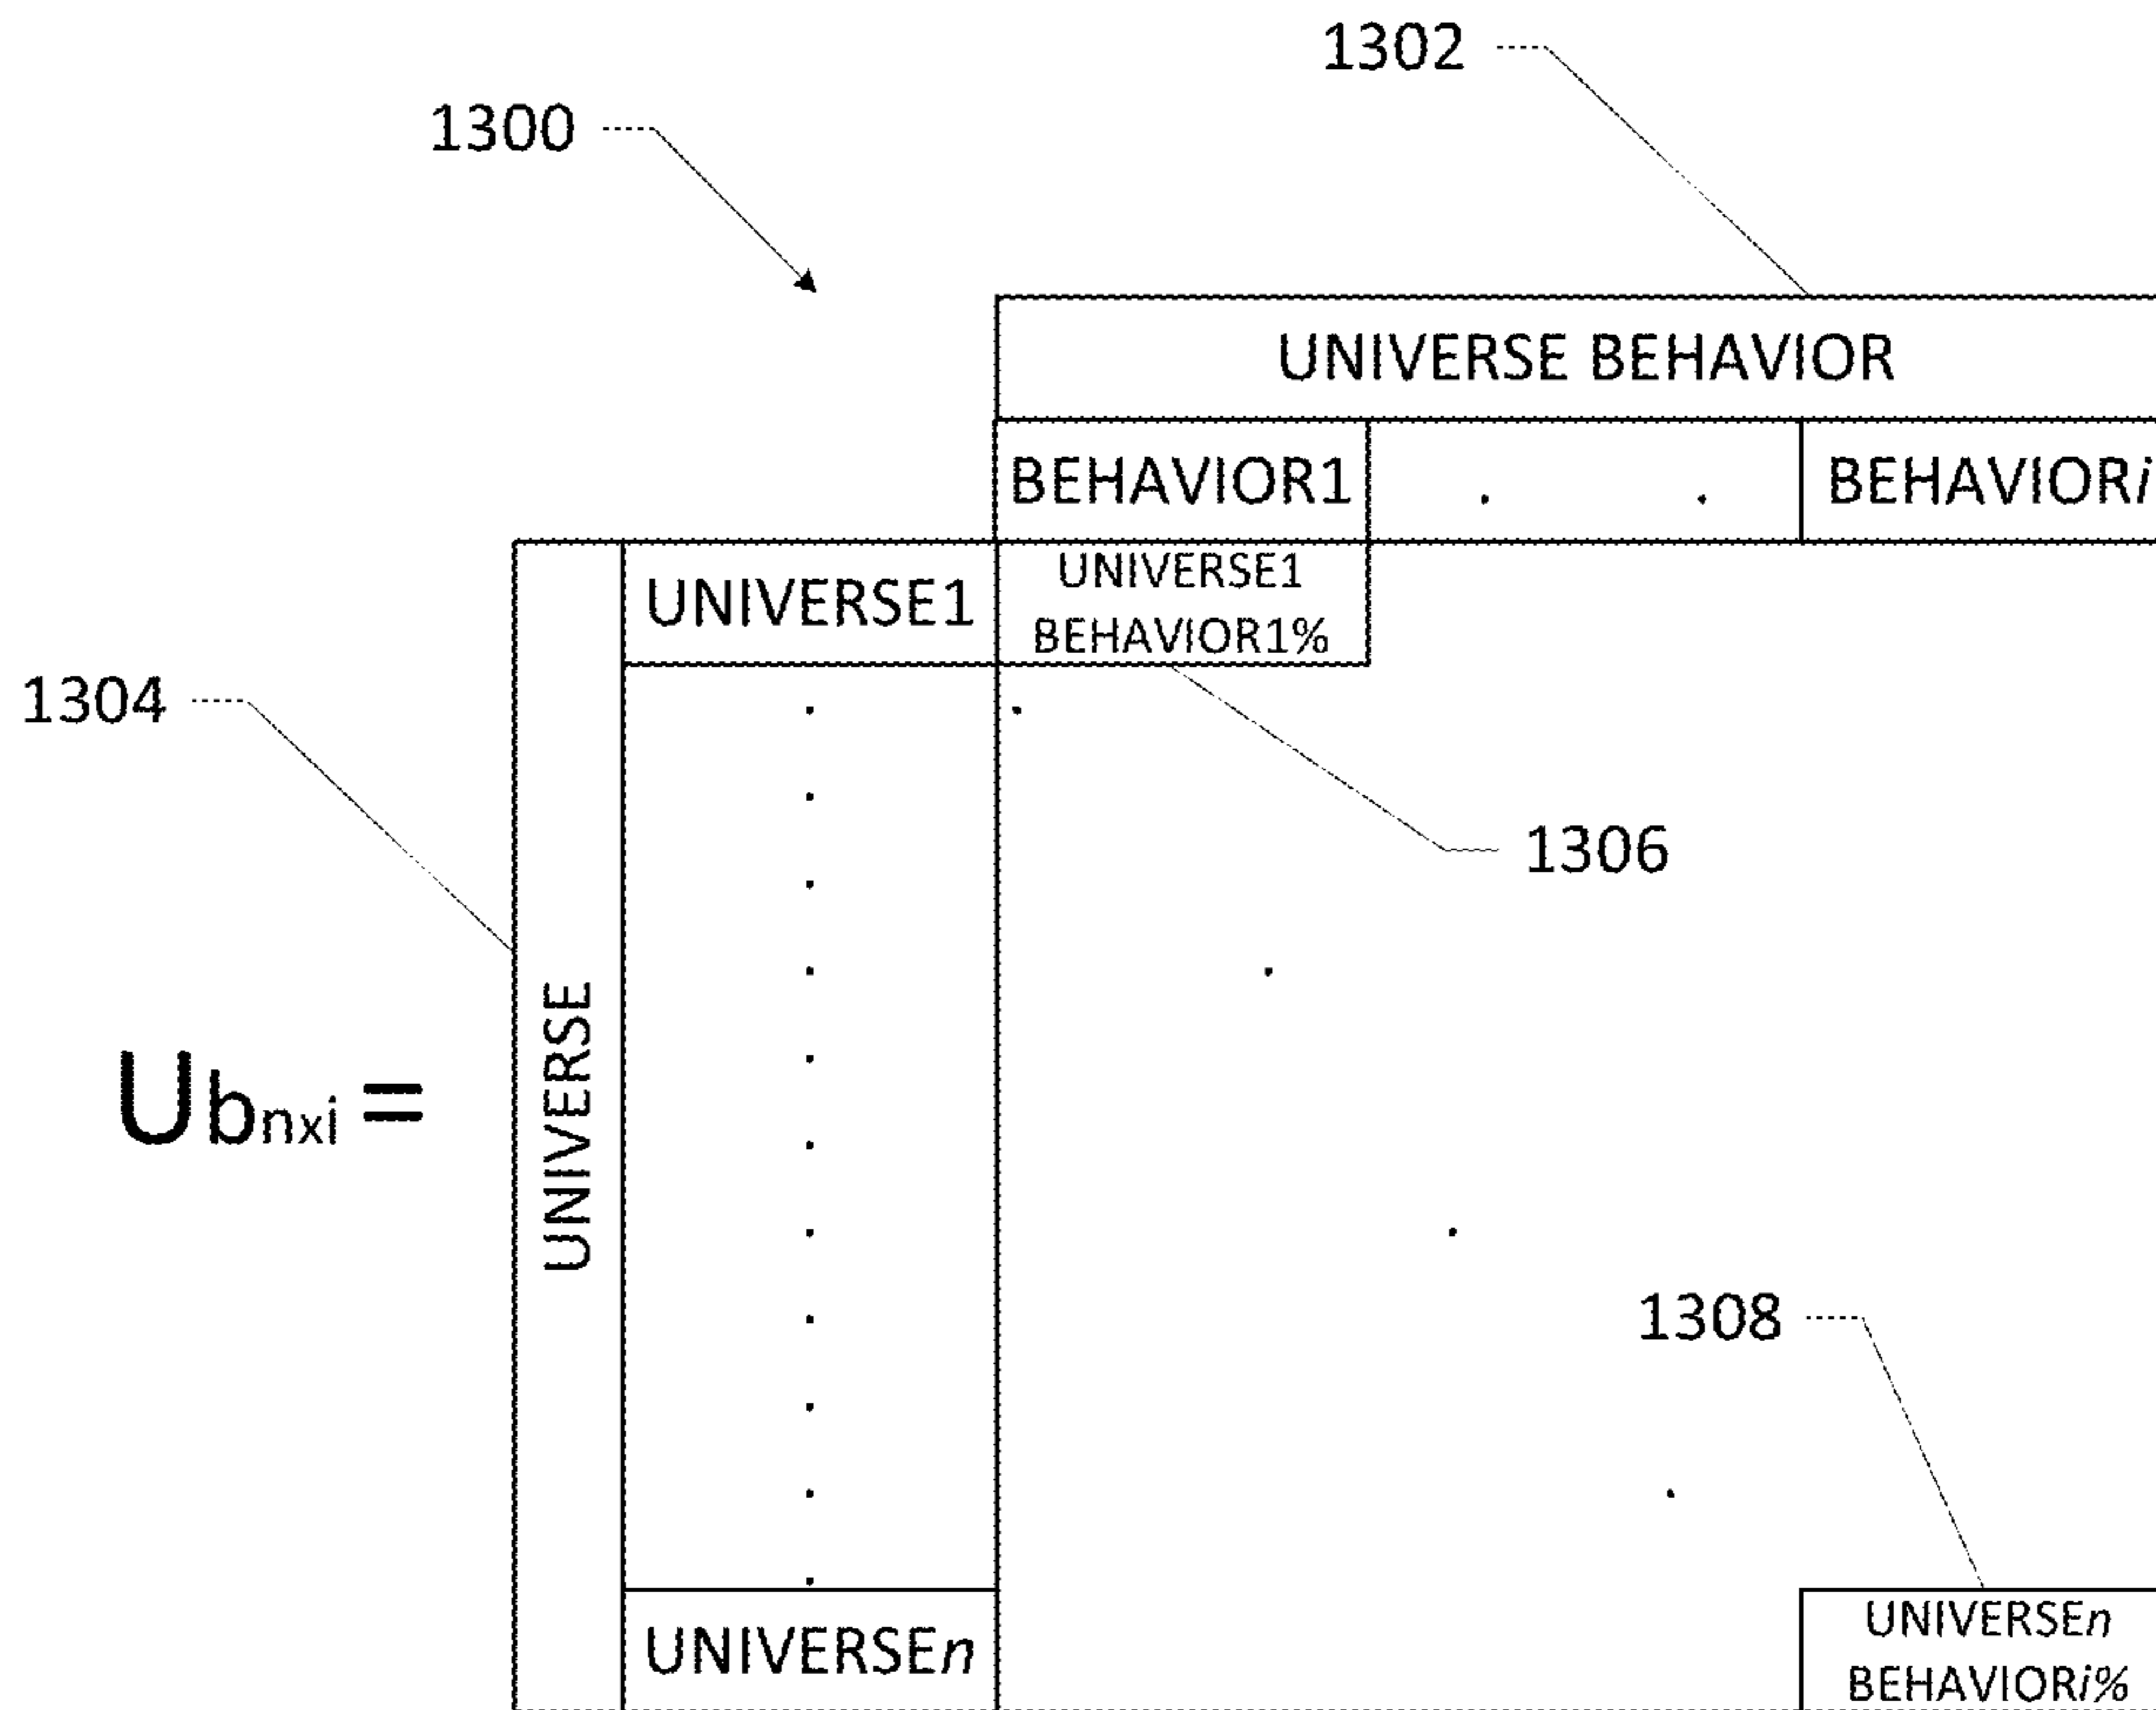 1302
1300
UNIVERSE BEHAVIOR
BEHAVIOR1 . . BEHAVIORi
UNIVERSE1
UNIVERSE1
BEHAVIOR1%
1304
1306
UNIVERSE
Ubnxi =
1308
UNIVERSEn
UNIVERSEn
BEHAVIORi%